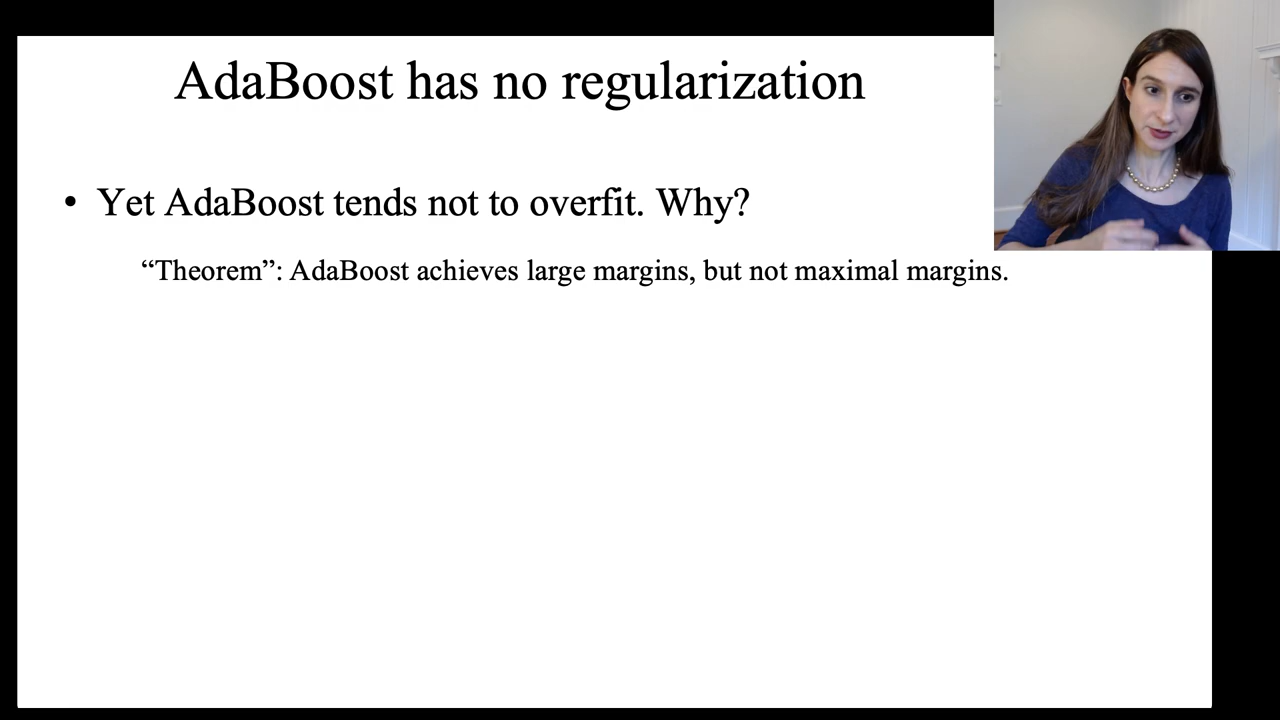 AdaBoost has no regularization
• Yet AdaBoost tends not to overfit. Why?
“Theorem”: AdaBoost achieves large margins, but not maximal margins.